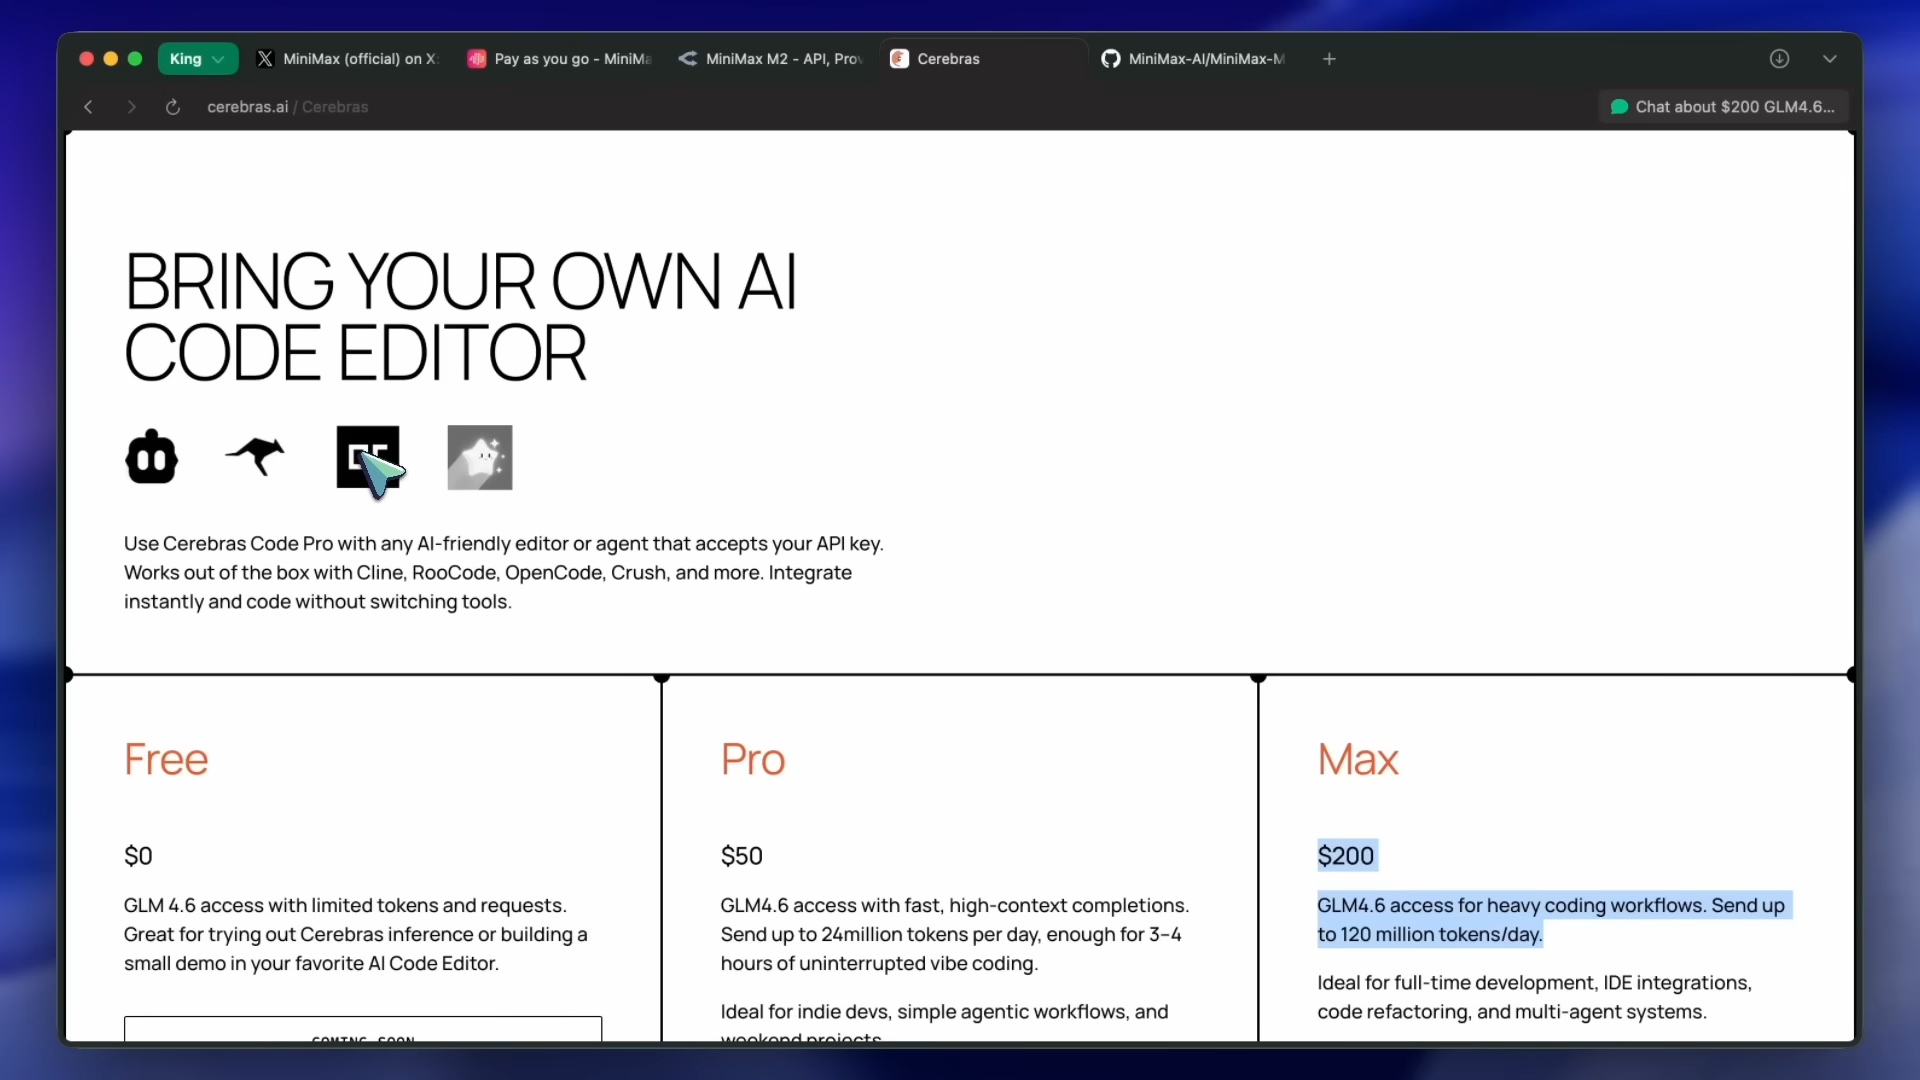 King
MiniMax (official) on X:
Pay as you go - MiniMa
MiniMax M2 - API, Prov
Cerebras
MiniMax-AI/MiniMax-M
cerebras.ai / Cerebras
Chat about $200 GLM4.6...
BRING YOUR OWN AI
CODE EDITOR
Use Cerebras Code Pro with any AI-friendly editor or agent that accepts your API key.
Works out of the box with Cline, RooCode, OpenCode, Crush, and more. Integrate
instantly and code without switching tools.
Free
$0
GLM 4.6 access with limited tokens and requests.
Great for trying out Cerebras inference or building a
small demo in your favorite AI Code Editor.
COMING SOON
Pro
$50
GLM4.6 access with fast, high-context completions.
Send up to 24million tokens per day, enough for 3–4
hours of uninterrupted vibe coding.
Ideal for indie devs, simple agentic workflows, and
weekend projects.
Max
$200
GLM4.6 access for heavy coding workflows. Send up
to 120 million tokens/day.
Ideal for full-time development, IDE integrations,
code refactoring, and multi-agent systems.